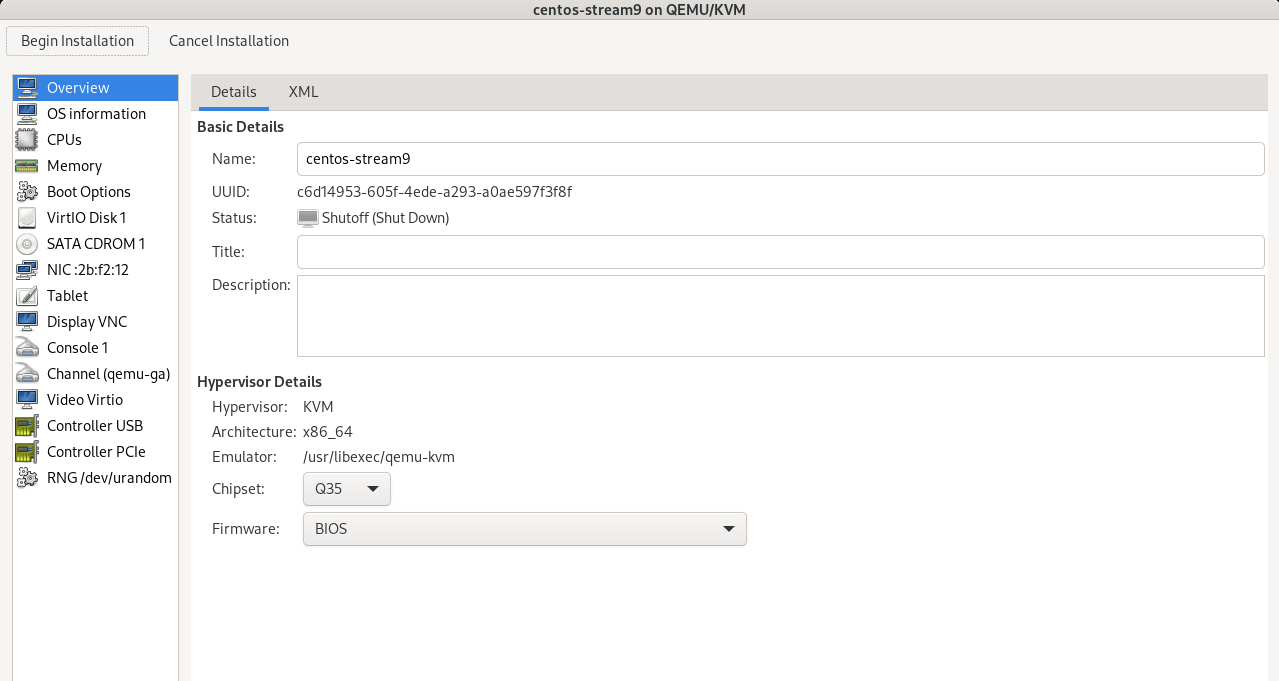 centos-stream9 on QEMU/KVM
Begin Installation Cancel Installation
Overview
OS information
CPUs
Memory
Boot Options
VirtIO Disk 1
SATA CDROM 1
NIC :2b:f2:12
Tablet
Display VNC
Console 1
Channel (qemu-ga)
Video Virtio
Controller USB
Controller PCIe
RNG /dev/urandom
Details XML
Basic Details
Name: centos-stream9
UUID: c6d14953-605f-4ede-a293-a0ae597f3f8f
Status: Shutoff (Shut Down)
Title:
Description:
Hypervisor Details
Hypervisor: KVM
Architecture: x86_64
Emulator: /usr/libexec/qemu-kvm
Chipset: Q35
Firmware: BIOS